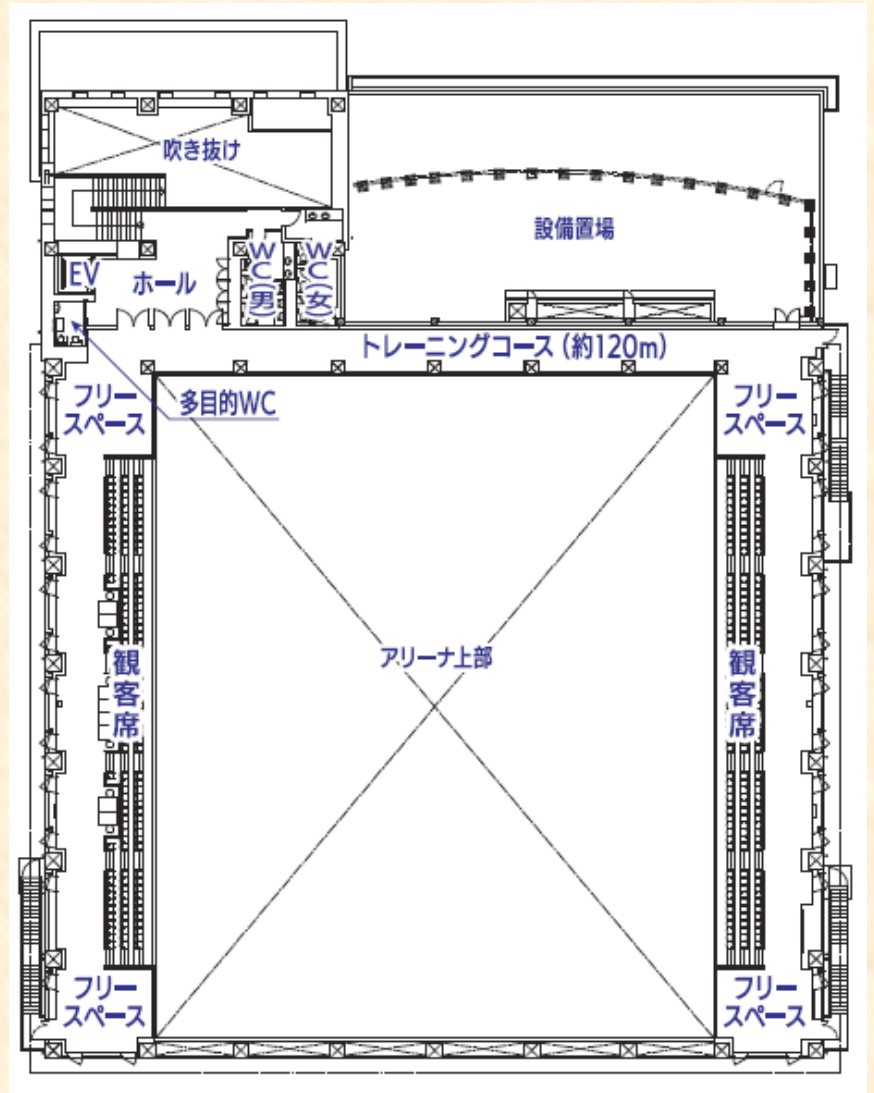 吹き抜け
設備置場
EV
ホール
WC(男)
WC(女)
トレーニングコース(約120m)
フリー
スペース
多目的WC
フリー
スペース
アリーナ上部
観客席
観客席
フリー
スペース
フリー
スペース